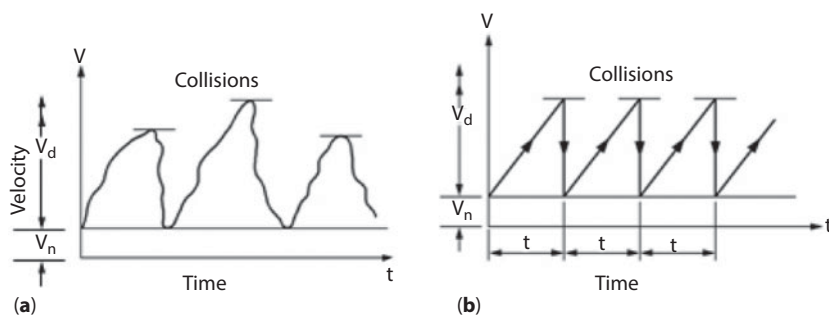 V
Collisions
Velocity
V_d
V_n
t
Time
(a)
V
Collisions
V_d
V_n
t
t t t
Time
(b)